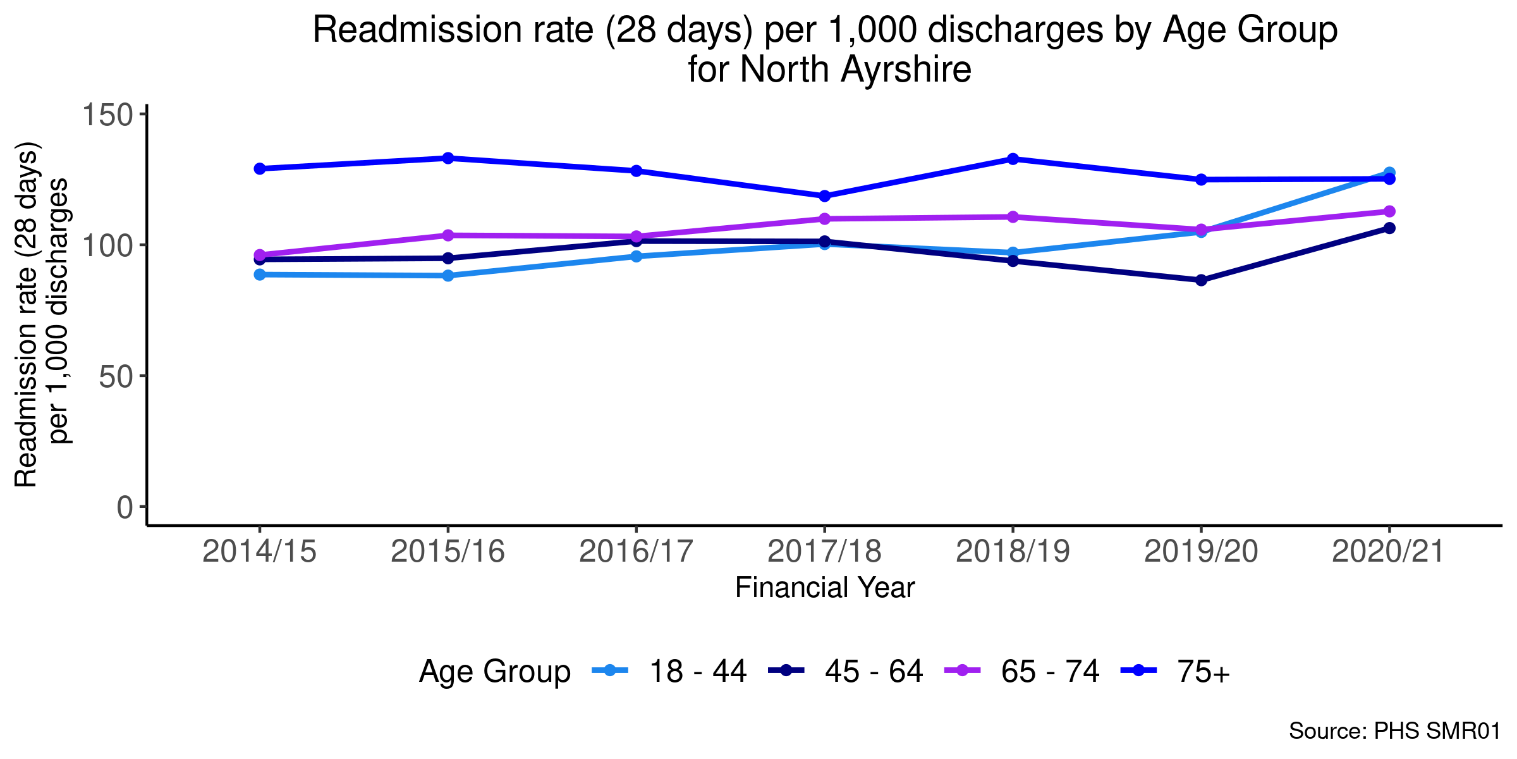 Readmission rate (28 days) per 1,000 discharges by Age Group
for North Ayrshire
Readmission rate (28 days)
per 1,000 discharges
150
100
50
0
2014/15 2015/16 2016/17 2017/18 2018/19 2019/20 2020/21
Financial Year
Age Group 18 - 44 45 - 64 65 - 74 75+
Source: PHS SMR01